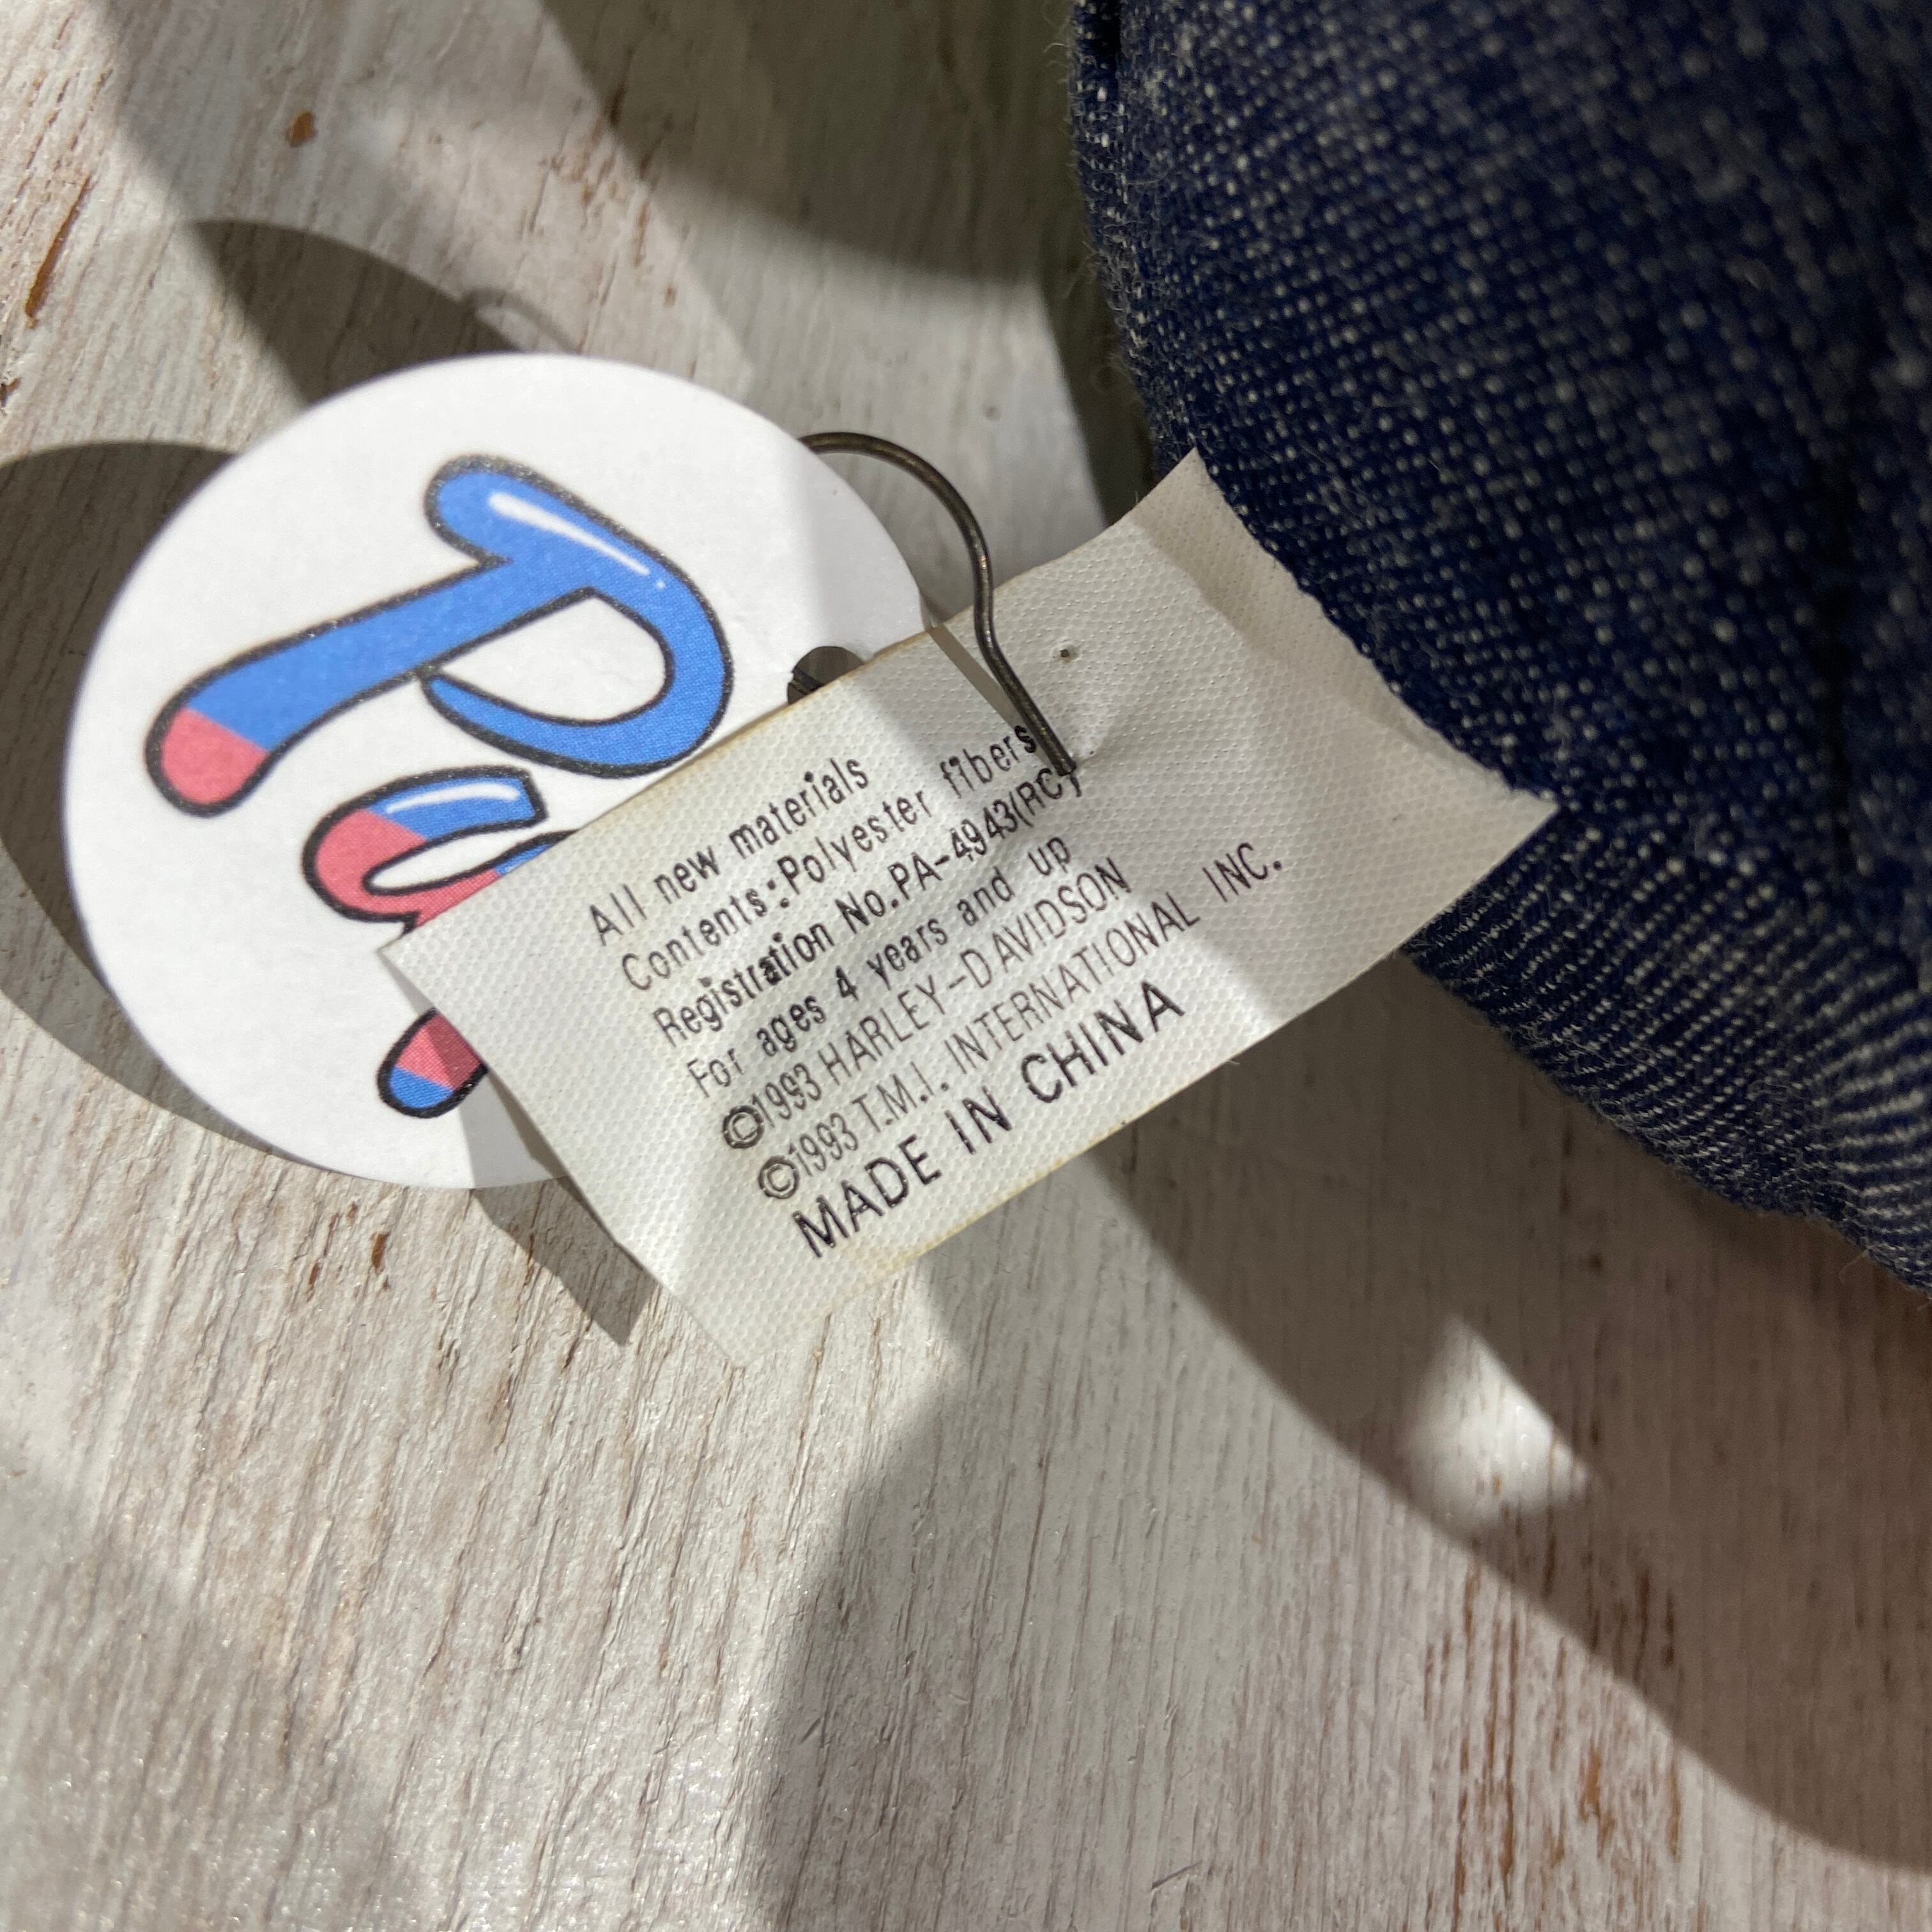 All new materials
Contents:Polyester fibers
Registration No.PA-4943(RC)
For ages 4 years and up
©1993 HARLEY-DAVIDSON
©1993 T.M.I. INTERNATIONAL INC.
MADE IN CHINA